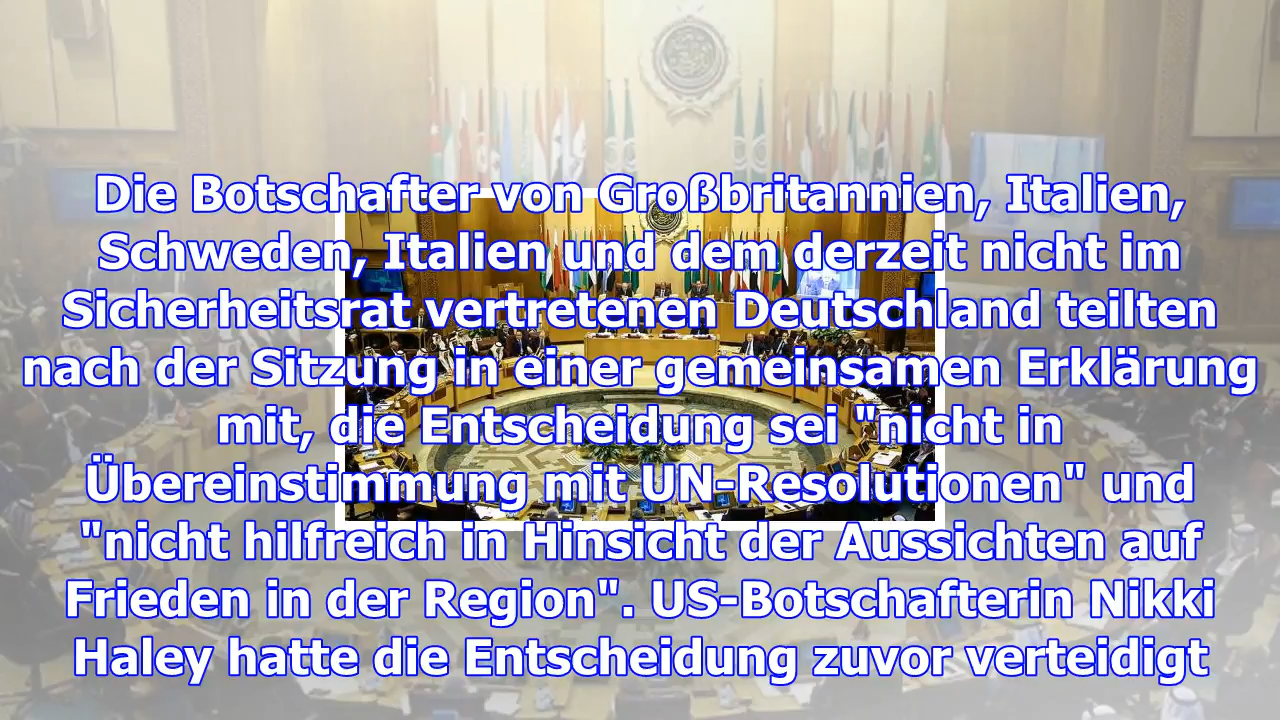 Die Botschafter von Großbritannien, Italien,
Schweden, Italien und dem derzeit nicht im
Sicherheitsrat vertretenen Deutschland teilten
nach der Sitzung in einer gemeinsamen Erklärung
mit, die Entscheidung sei "nicht in
Übereinstimmung mit UN-Resolutionen" und
"nicht hilfreich in Hinsicht der Aussichten auf
Frieden in der Region". US-Botschafterin Nikki
Haley hatte die Entscheidung zuvor verteidigt